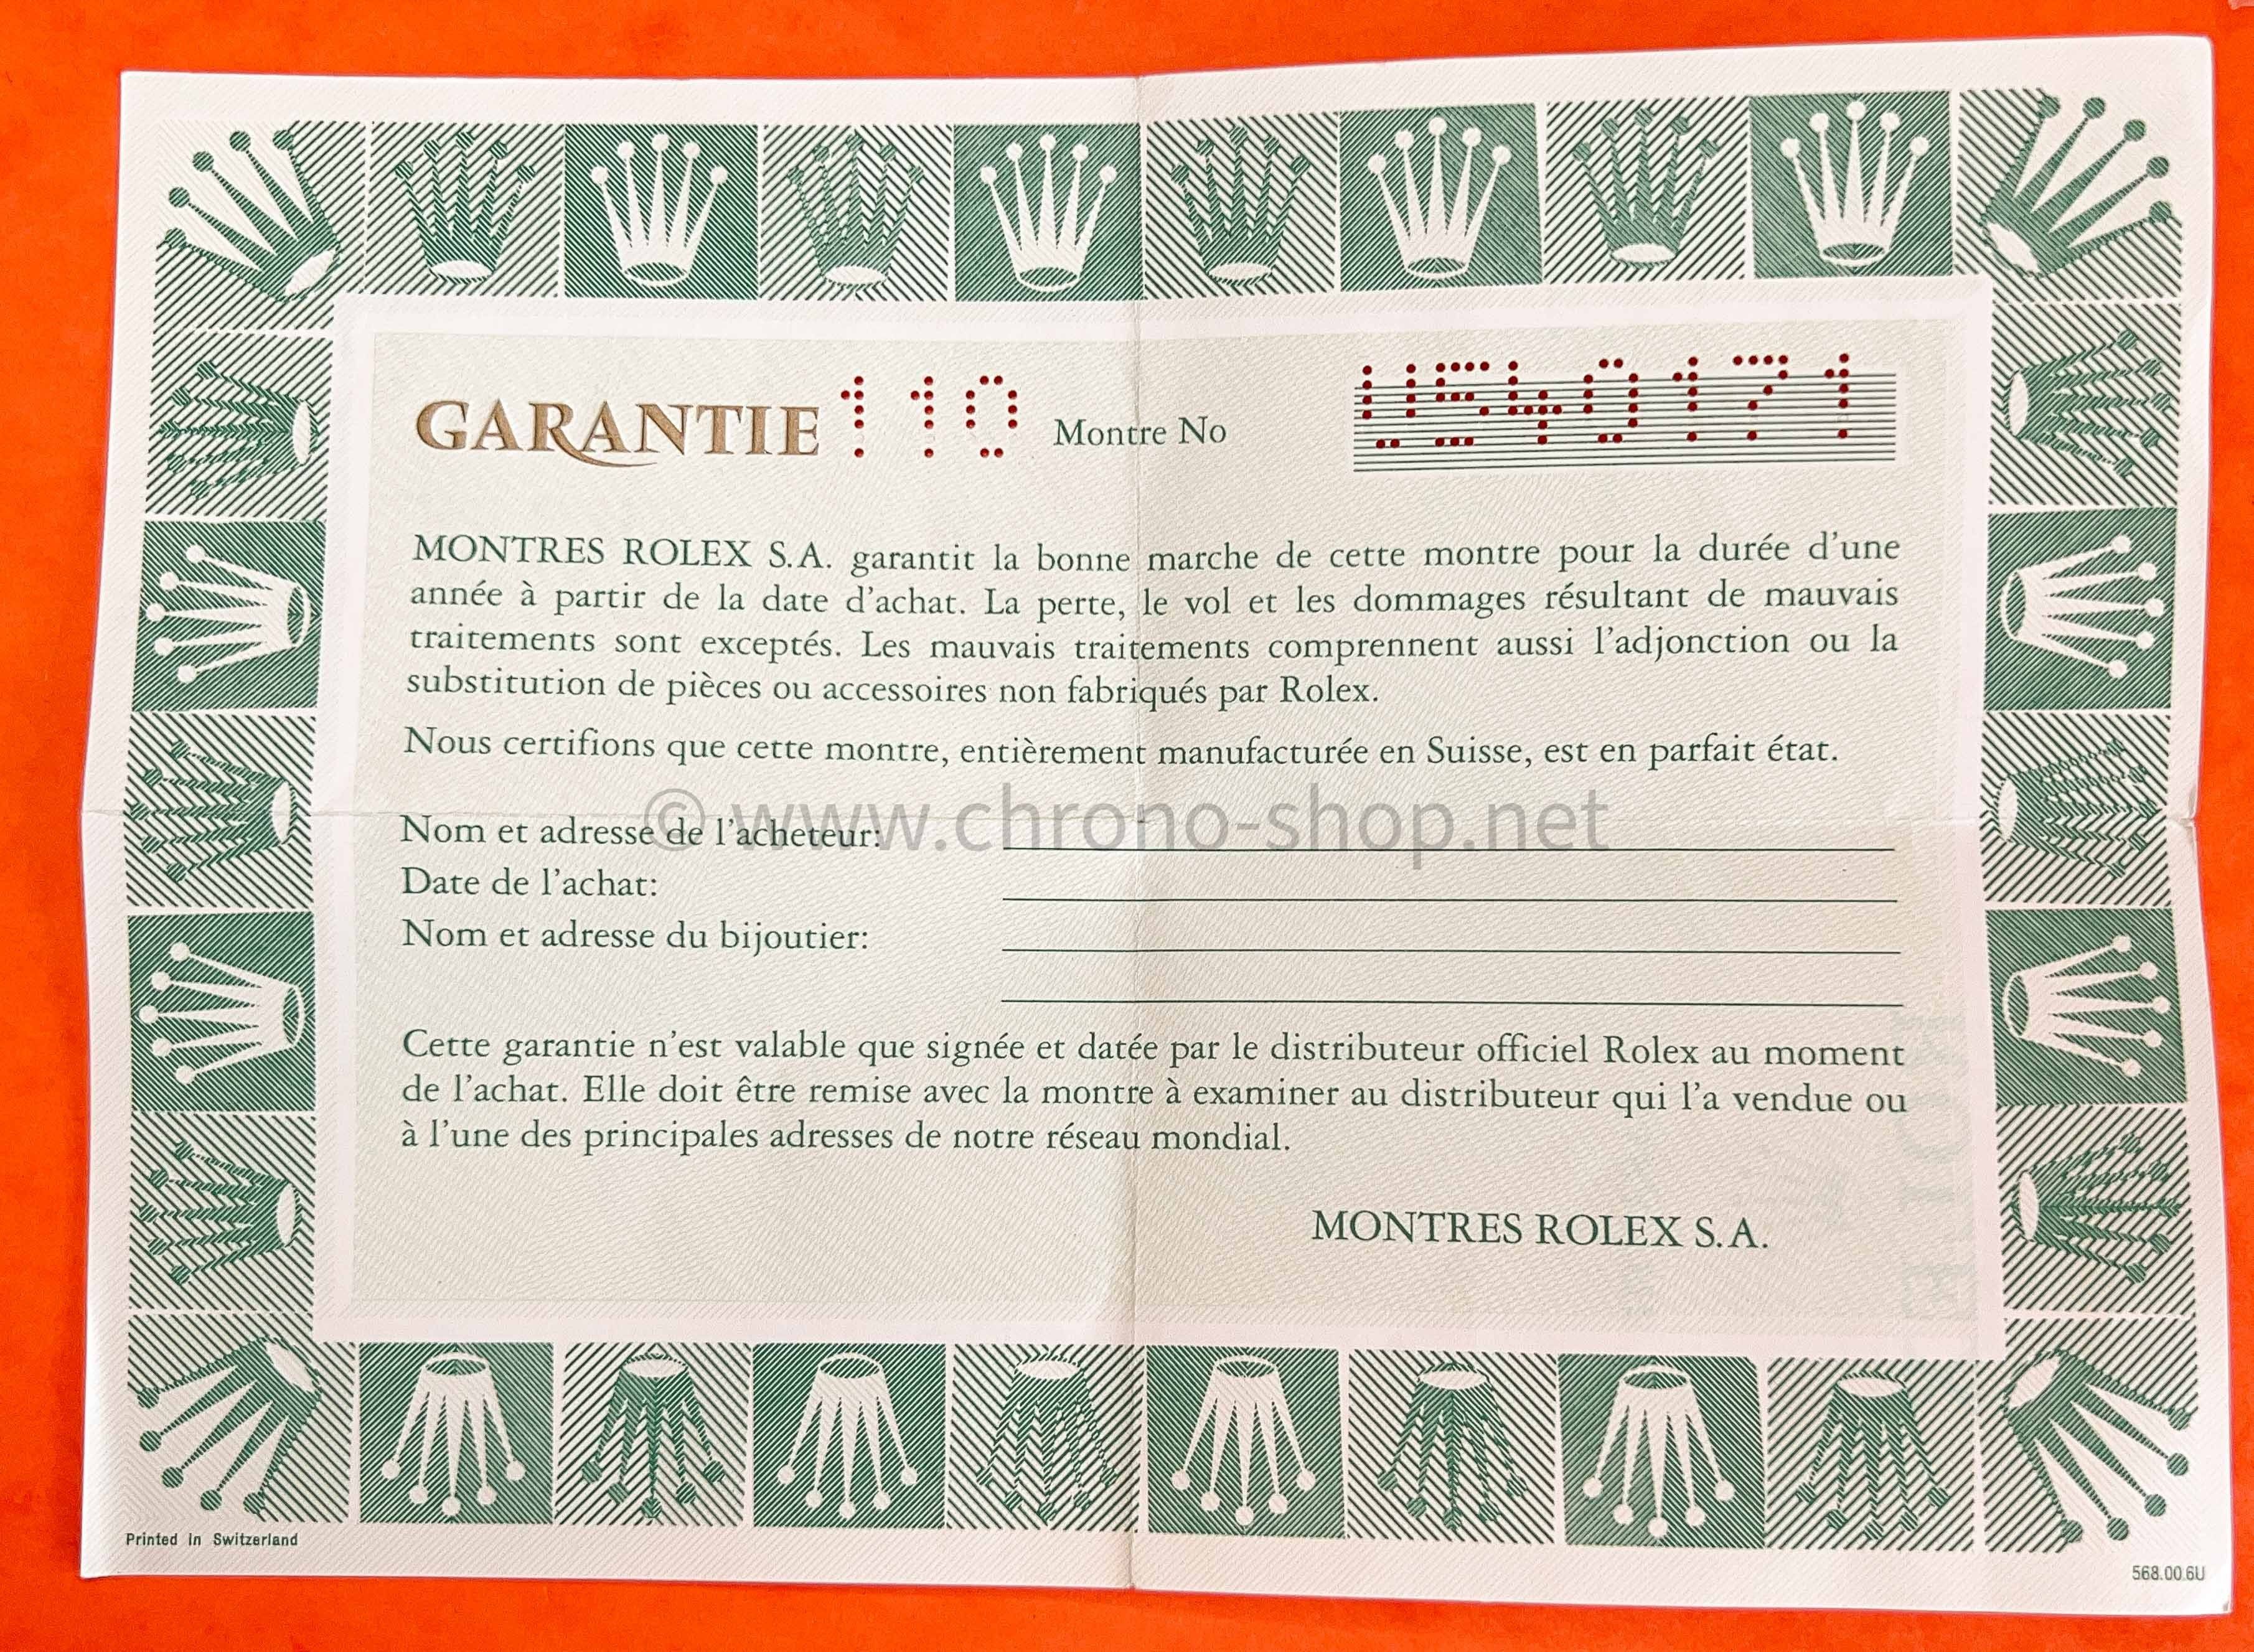 GARANTIE 110 Montre No U540171
MONTRES ROLEX S.A. garantit la bonne marche de cette montre pour la durée d'une
année à partir de la date d'achat. La perte, le vol et les dommages résultant de mauvais
traitements sont exceptés. Les mauvais traitements comprennent aussi l'adjonction ou la
substitution de pièces ou accessoires non fabriqués par Rolex.
Nous certifions que cette montre, entièrement manufacturée en Suisse, est en parfait état.
© www.chrono-shop.net
Nom et adresse de l'acheteur:
Date de l'achat:
Nom et adresse du bijoutier:
Cette garantie n'est valable que signée et datée par le distributeur officiel Rolex au moment
de l'achat. Elle doit être remise avec la montre à examiner au distributeur qui l'a vendue ou
à l'une des principales adresses de notre réseau mondial.
MONTRES ROLEX S.A.
Printed in Switzerland
568.00.6U